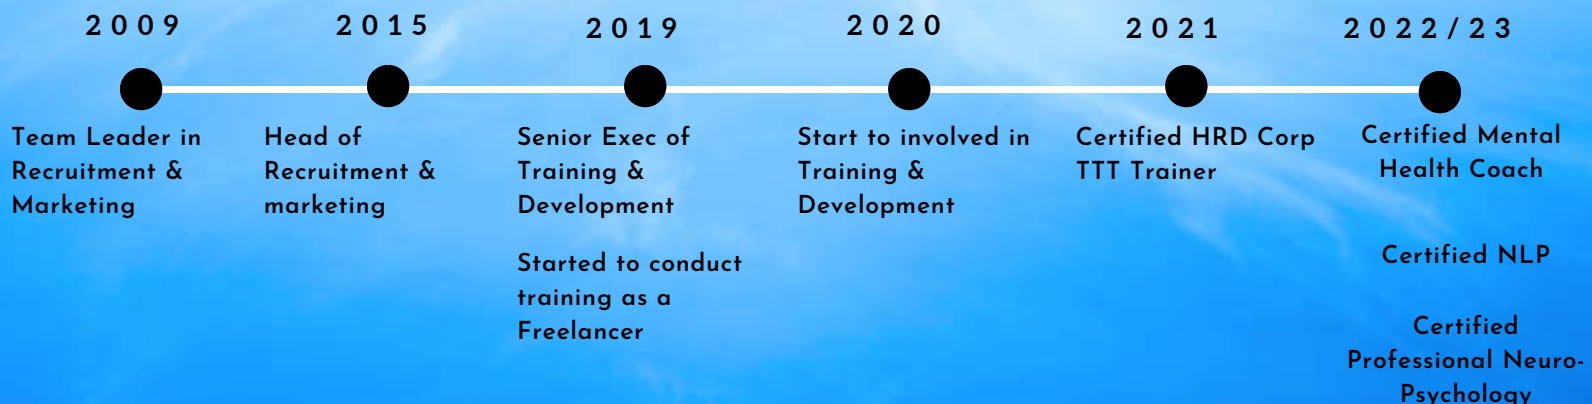 2009
Team Leader in
Recruitment &
Marketing
2015
Head of
Recruitment &
marketing
2019
Senior Exec of
Training &
Development
Started to conduct
training as a
Freelancer
2020
Start to involved in
Training &
Development
2021
Certified HRD Corp
TTT Trainer
2022/23
Certified Mental
Health Coach
Certified NLP
Certified
Professional Neuro-
Psychology